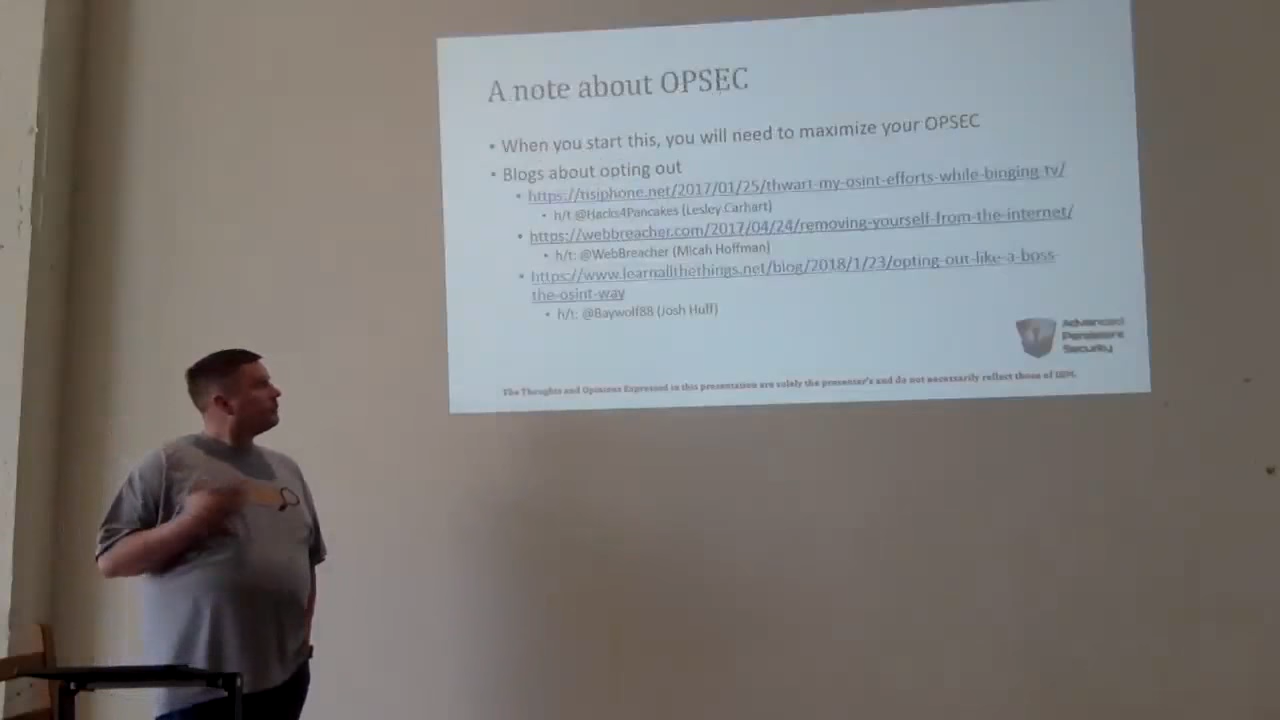 A note about OPSEC
• When you start this, you will need to maximize your OPSEC
• Blogs about opting out
• https://tisiphone.net/2017/01/25/thwart-my-osint-efforts-while-binging-tv/
• h/t @Hacks4Pancakes (Lesley Carhart)
• https://webbreacher.com/2017/04/24/removing-yourself-from-the-internet/
• h/t: @WebBreacher (Micah Hoffman)
• https://www.learnallthethings.net/blog/2018/1/23/opting-out-like-a-boss-
the-osint-way
• h/t: @Baywolf88 (Josh Huff)
Advanced
Persistent
Security
The Thoughts and Opinions Expressed in this presentation are solely the presenter's and do not necessarily reflect those of IBM.